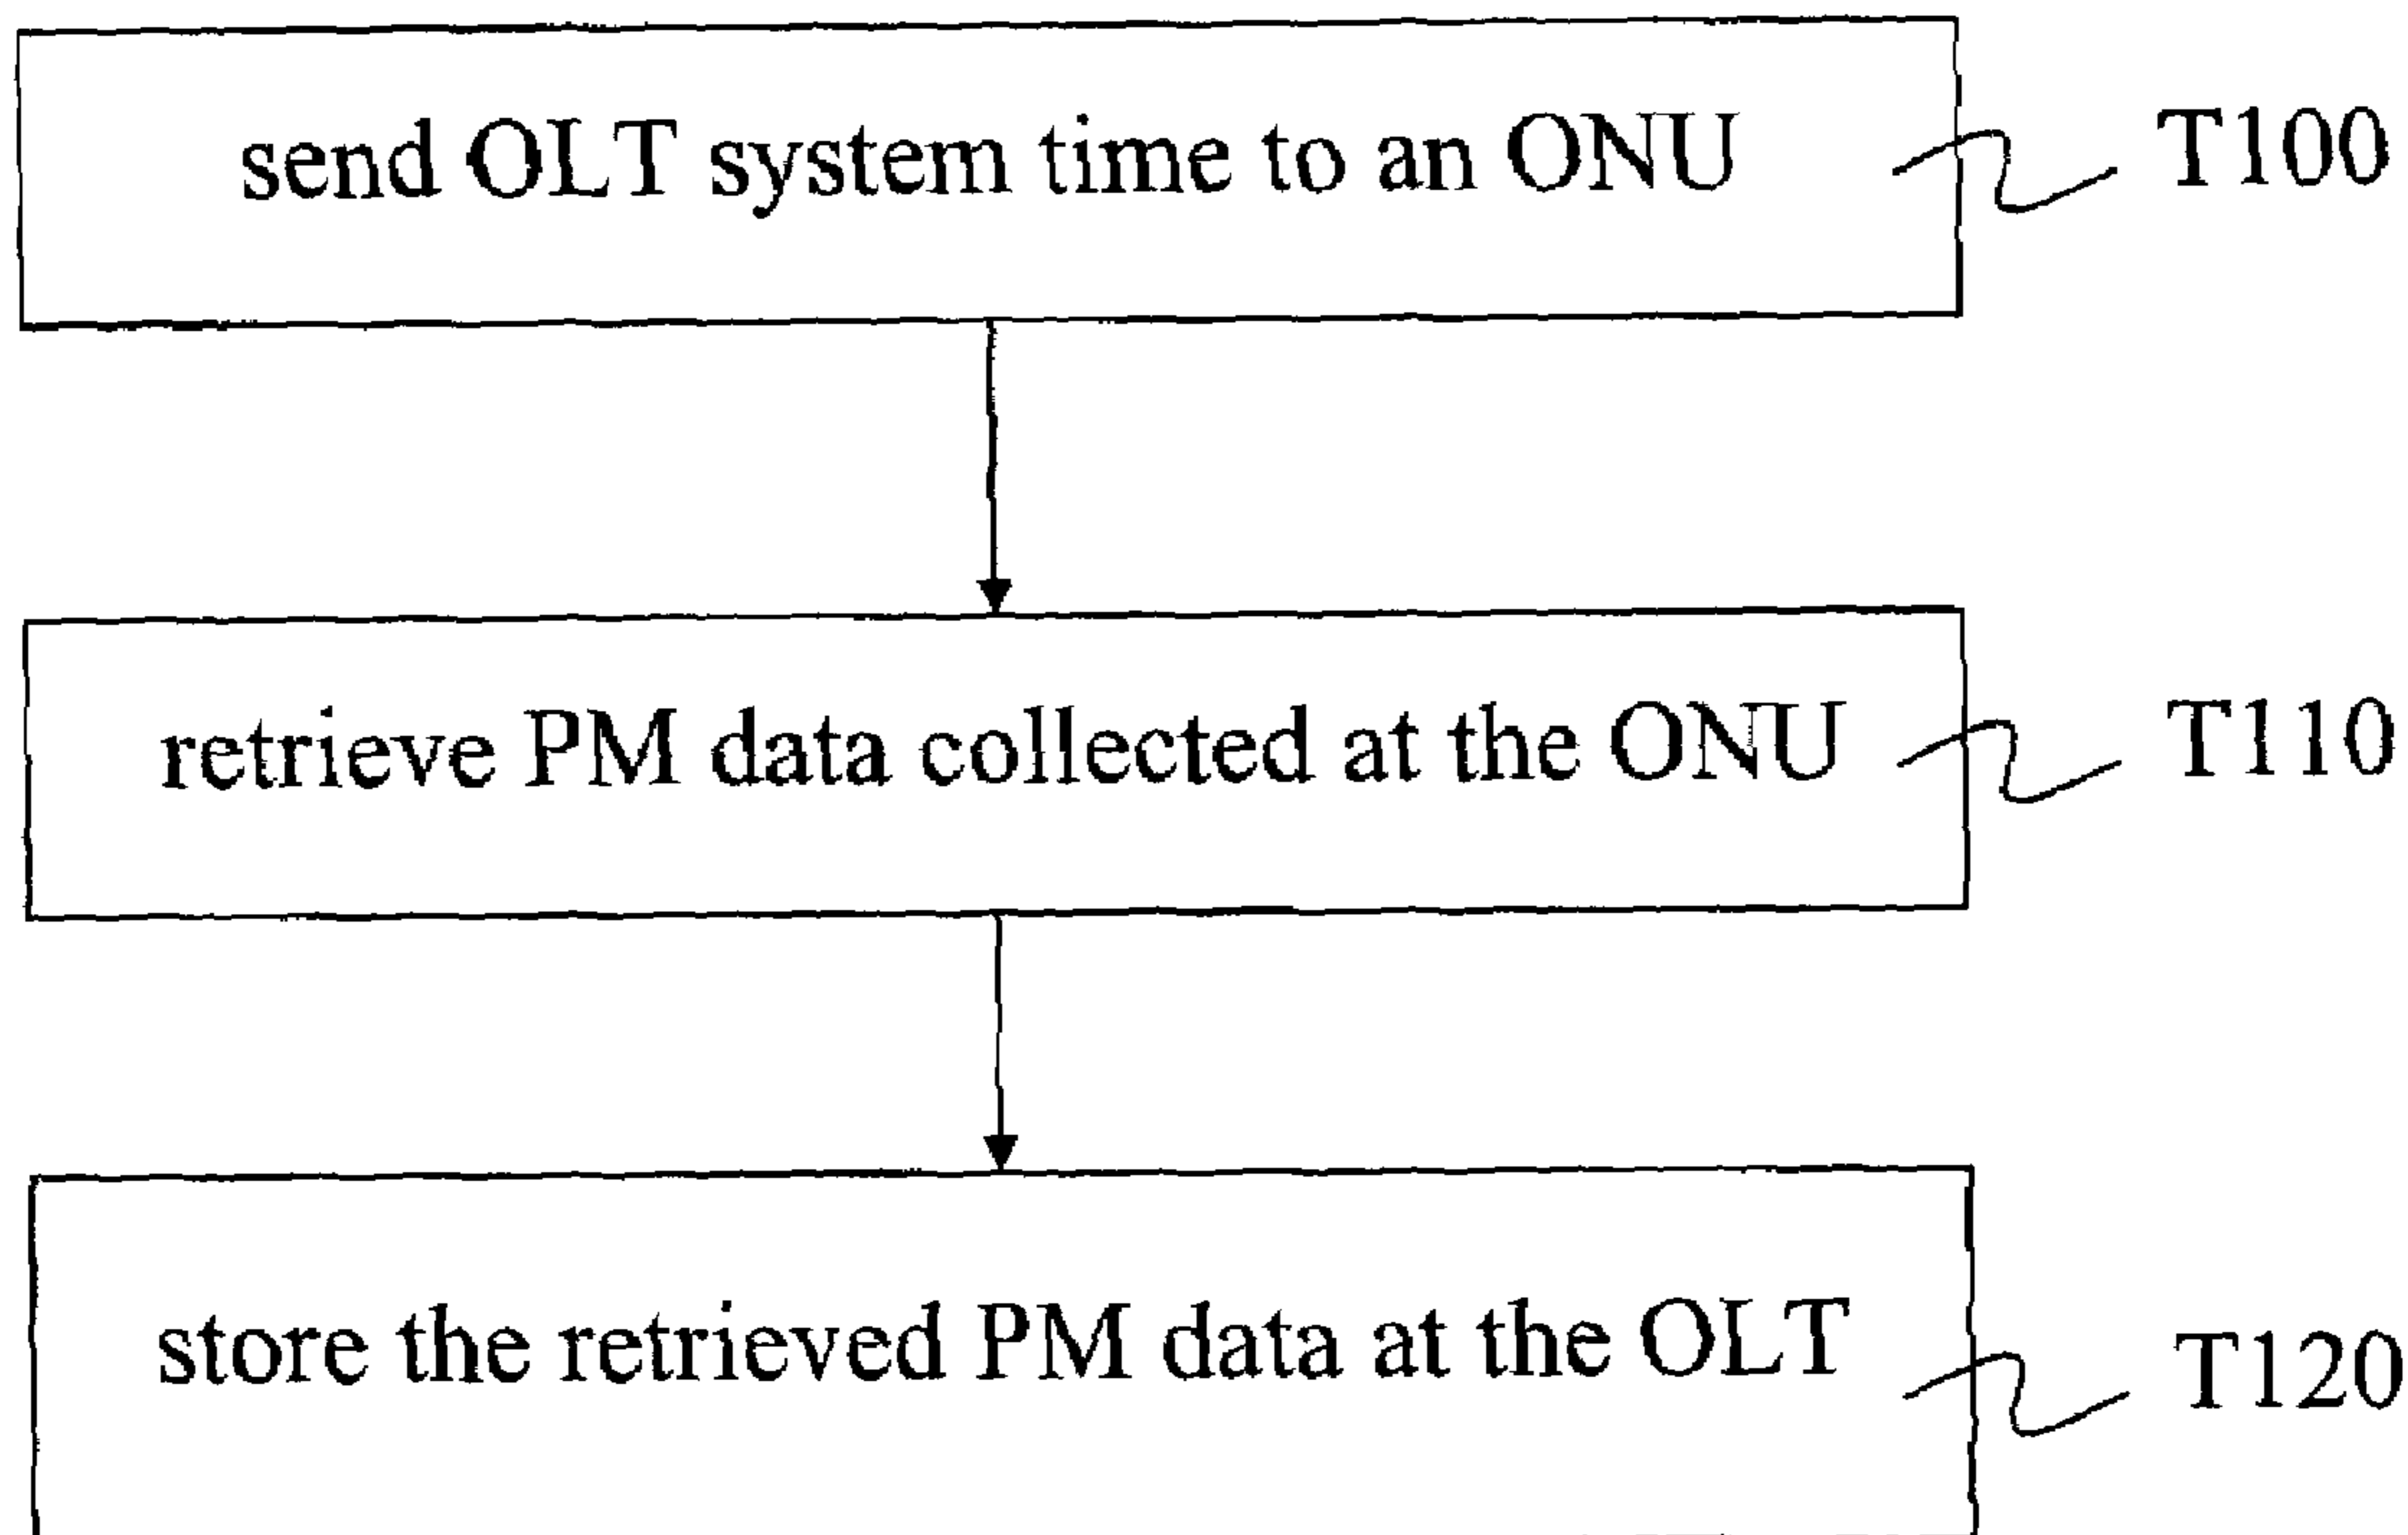 send OLT system time to an ONU
T100
retrieve PM data collected at the ONU
T110
store the retrieved PM data at the OLT
T120